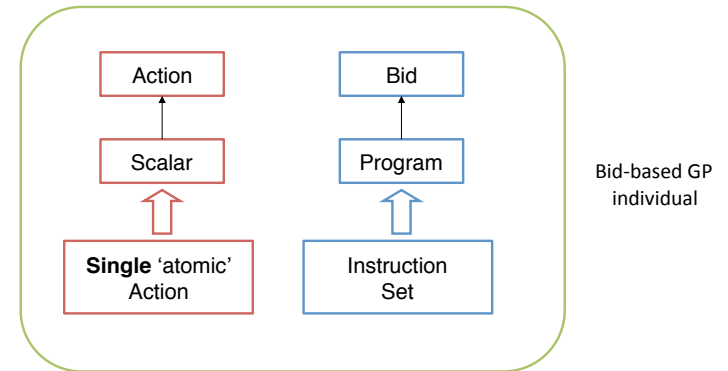 Action
Bid
Scalar
Program
Single ‘atomic’
Action
Instruction
Set
Bid-based GP
individual